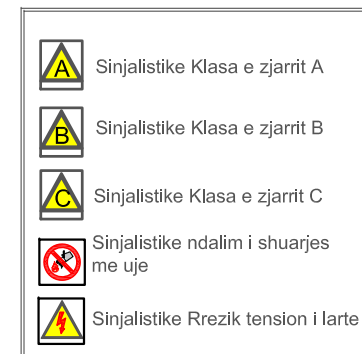 A Sinjalistike Klasa e zjarrit A
B Sinjalistike Klasa e zjarrit B
C Sinjalistike Klasa e zjarrit C
Sinjalistike ndalim i shuarjes
me uje
Sinjalistike Rrezik tension i larte